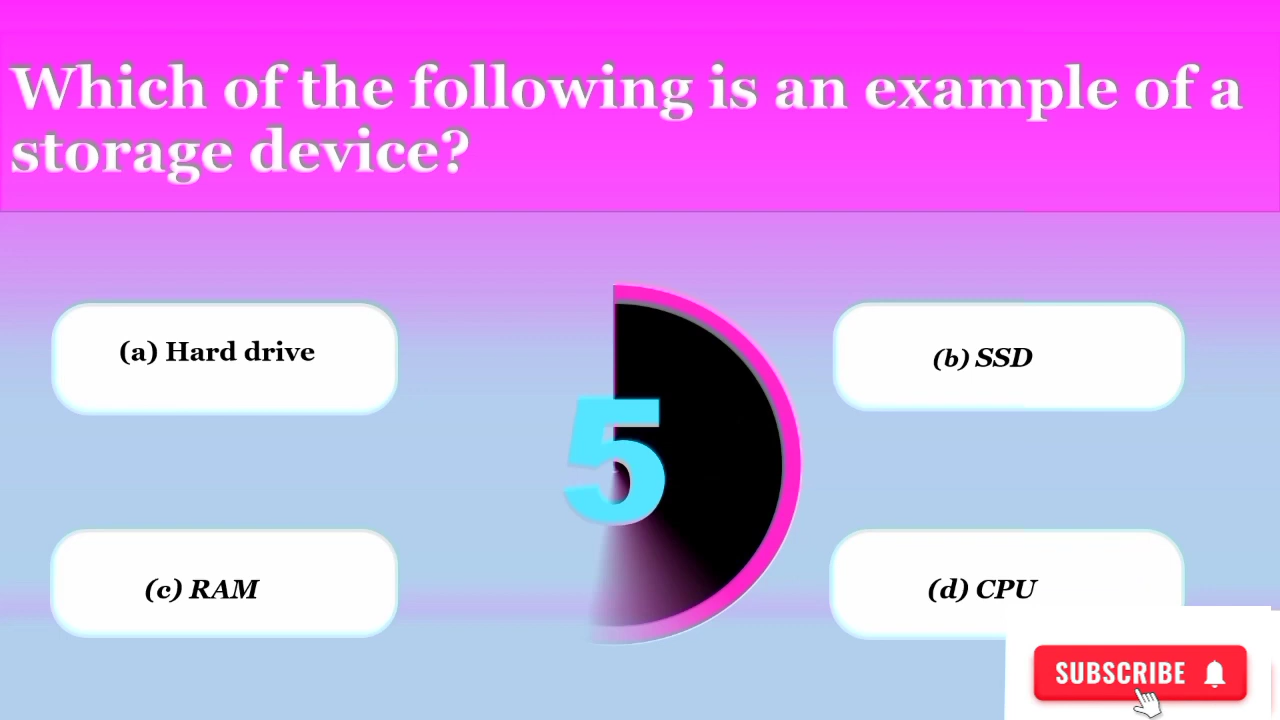 Which of the following is an example of a
storage device?
(a) Hard drive
(b) SSD
5
(c) RAM
(d) CPU
SUBSCRIBE